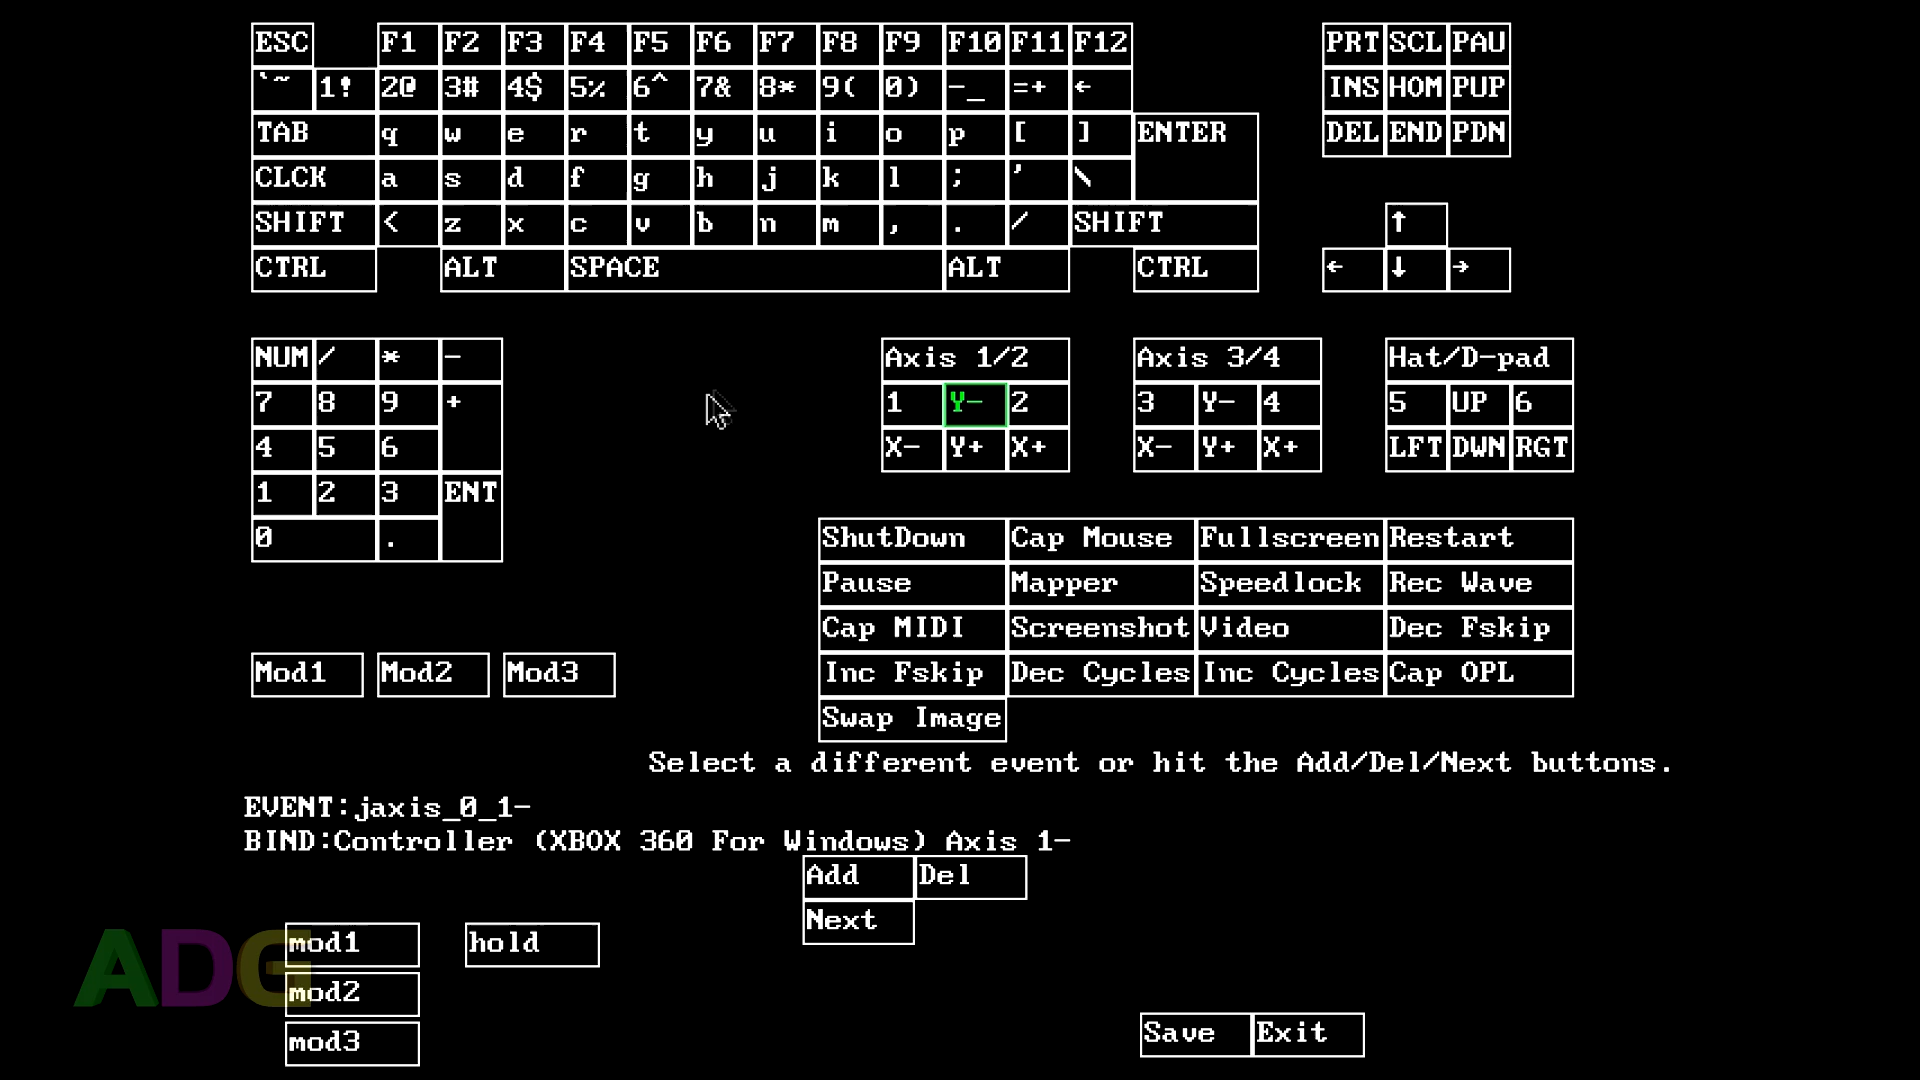 ESC F1 F2 F3 F4 F5 F6 F7 F8 F9 F10 F11 F12 PRT SCL PAU
`~ 1! 2@ 3# 4$ 5% 6^ 7& 8* 9( 0) -_ =+ ← INS HOM PUP
TAB q w e r t y u i o p [ ] ENTER DEL END PDN
CLCK a s d f g h j k l ; ' \
SHIFT < z x c v b n m , . / SHIFT ↑
CTRL ALT SPACE ALT CTRL ← ↓ →
NUM / * - Axis 1/2 Axis 3/4 Hat/D-pad
7 8 9 + 1 Y- 2 3 Y- 4 5 UP 6
4 5 6 X- Y+ X+ X- Y+ X+ LFT DWN RGT
1 2 3 ENT
0 . ShutDown Cap Mouse Fullscreen Restart
Pause Mapper Speedlock Rec Wave
Cap MIDI Screenshot Video Dec Fskip
Mod1 Mod2 Mod3 Inc Fskip Dec Cycles Inc Cycles Cap OPL
Swap Image
Select a different event or hit the Add/Del/Next buttons.
EVENT:jaxis_0_1-
BIND:Controller (XBOX 360 For Windows) Axis 1-
Add Del
Next
mod1 hold
ADG
mod2
mod3 Save Exit